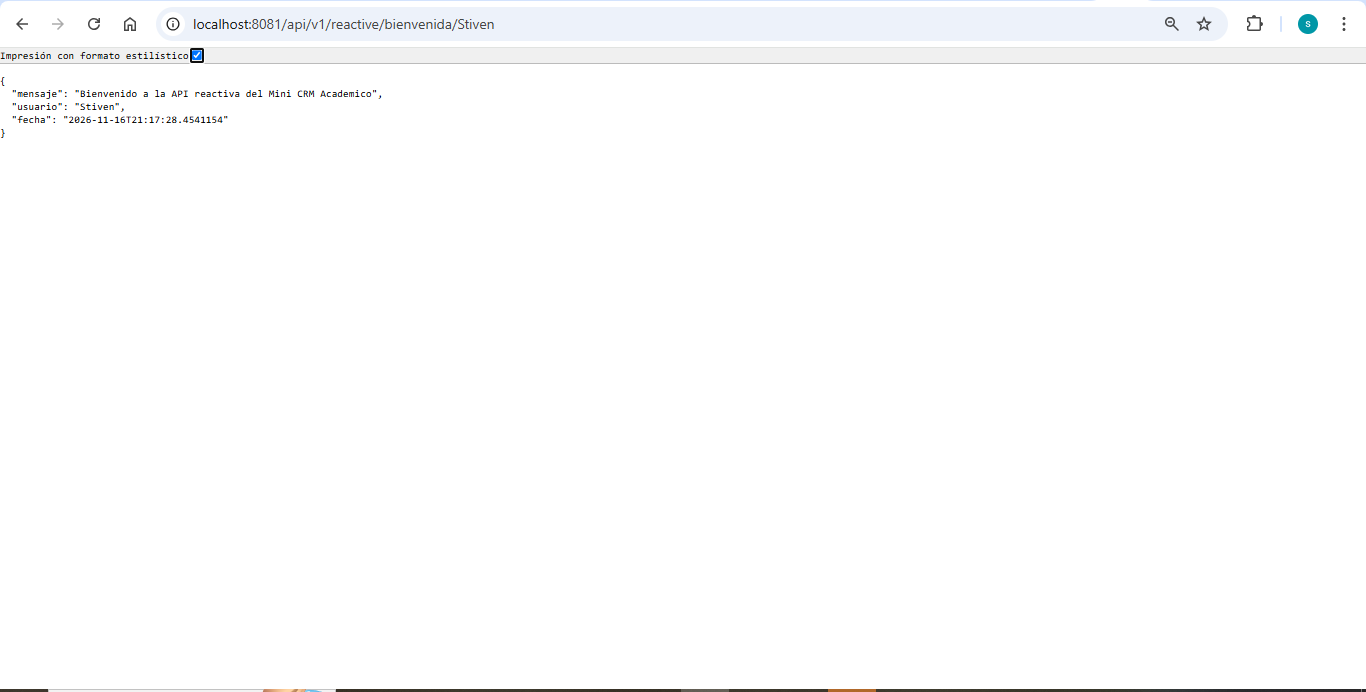 localhost:8081/api/v1/reactive/bienvenida/Stiven
S
Impresión con formato estilístico
{
"mensaje": "Bienvenido a la API reactiva del Mini CRM Academico",
"usuario": "Stiven",
"fecha": "2026-11-16T21:17:28.4541154"
}